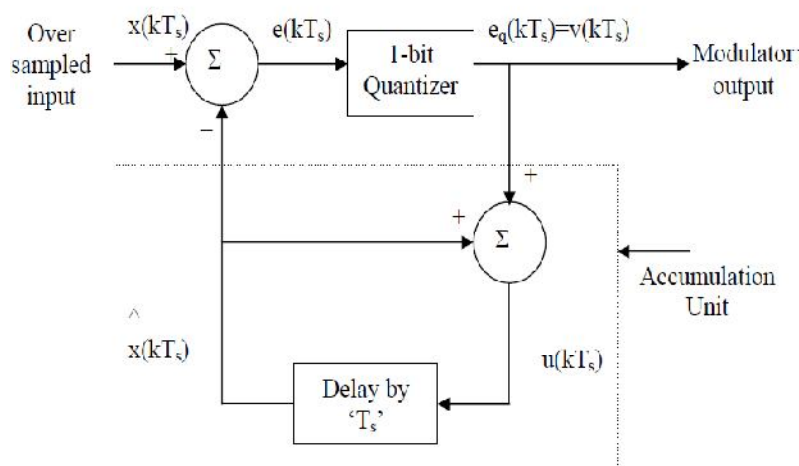 Over
sampled
input
x(kTₛ)
+
Σ
−
e(kTₛ)
1-bit
Quantizer
e_q(kTₛ)=v(kTₛ)
Modulator
output
+
+
Σ
Accumulation
Unit
^
x(kTₛ)
Delay by
‘Tₛ’
u(kTₛ)